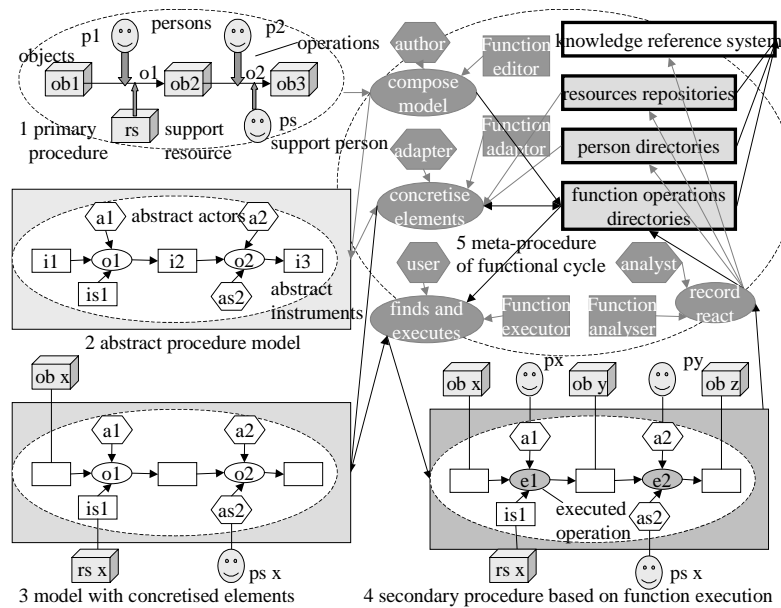 p1
persons
p2
operations
objects
ob1
o1
ob2
o2
ob3
1 primary
procedure
rs
support
resource
ps
support person
author
Function
editor
compose
model
knowledge reference system
resources repositories
adapter
Function
adaptor
person directories
concretise
elements
function operations
directories
5 meta-procedure
of functional cycle
user
analyst
finds and
executes
Function
executor
Function
analyser
record
react
a1
abstract actors
a2
i1
o1
i2
o2
i3
is1
as2
abstract
instruments
2 abstract procedure model
ob x
a1
a2
o1
o2
is1
as2
rs x
ps x
3 model with concretised elements
px
py
ob x
ob y
ob z
a1
a2
e1
e2
is1
executed
operation
as2
rs x
ps x
4 secondary procedure based on function execution